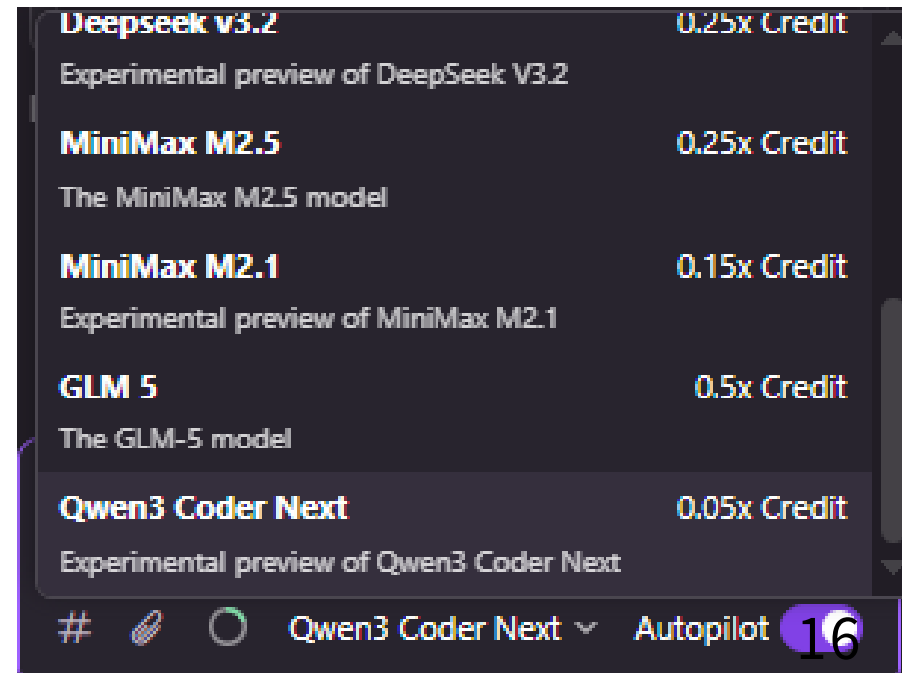 Deepseek v3.2 0.25x Credit
Experimental preview of DeepSeek V3.2
MiniMax M2.5 0.25x Credit
The MiniMax M2.5 model
MiniMax M2.1 0.15x Credit
Experimental preview of MiniMax M2.1
GLM 5 0.5x Credit
The GLM-5 model
Qwen3 Coder Next 0.05x Credit
Experimental preview of Qwen3 Coder Next
# Qwen3 Coder Next Autopilot 16